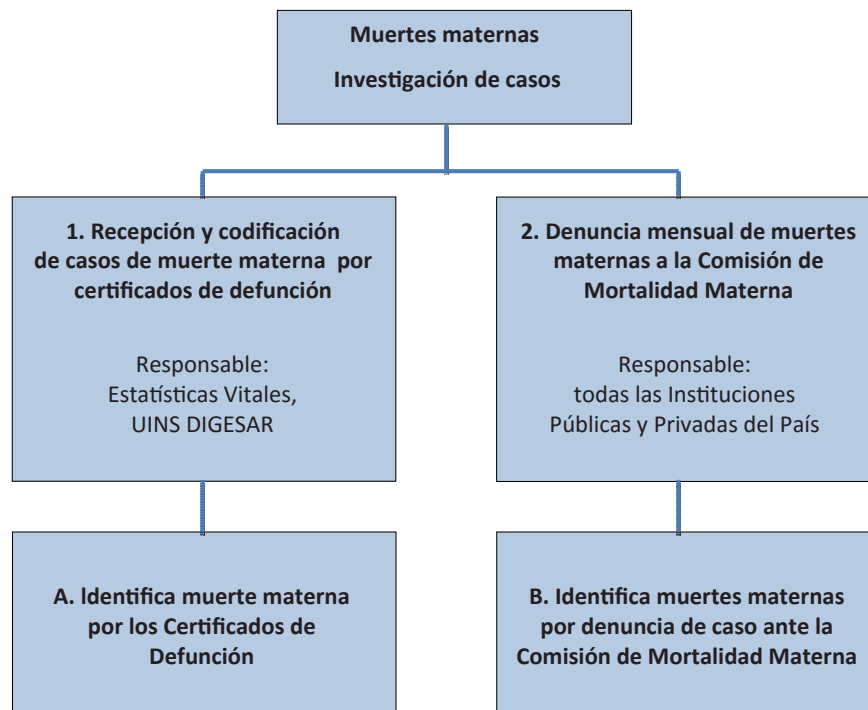 Muertes maternas
Investigación de casos
1. Recepción y codificación
de casos de muerte materna por
certificados de defunción
Responsable:
Estatísticas Vitales,
UINS DIGESAR
2. Denuncia mensual de muertes
maternas a la Comisión de
Mortalidad Materna
Responsable:
todas las Instituciones
Públicas y Privadas del País
A. Identifica muerte materna
por los Certificados de
Defunción
B. Identifica muertes maternas
por denuncia de caso ante la
Comisión de Mortalidad Materna